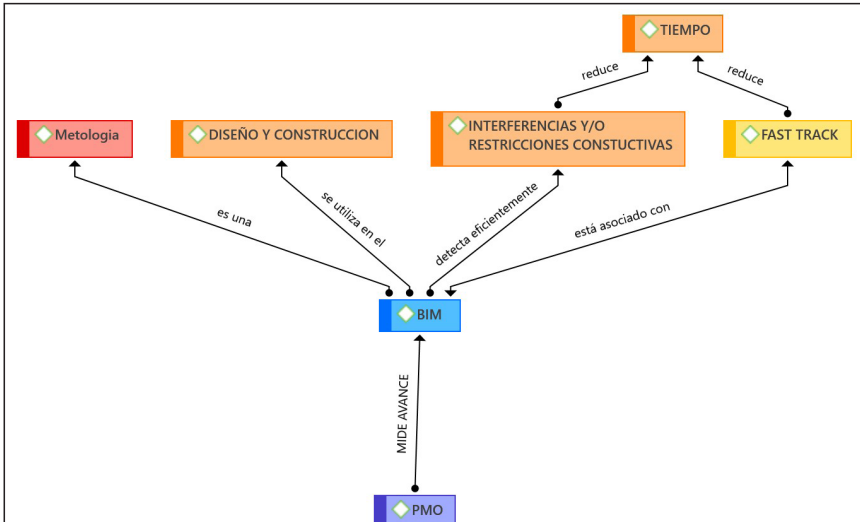 TIEMPO
reduce
reduce
Metologia
DISEÑO Y CONSTRUCCION
INTERFERENCIAS Y/O
RESTRICCIONES CONSTUCTIVAS
FAST TRACK
es una
se utiliza en el
detecta eficientemente
está asociado con
BIM
MIDE AVANCE
PMO